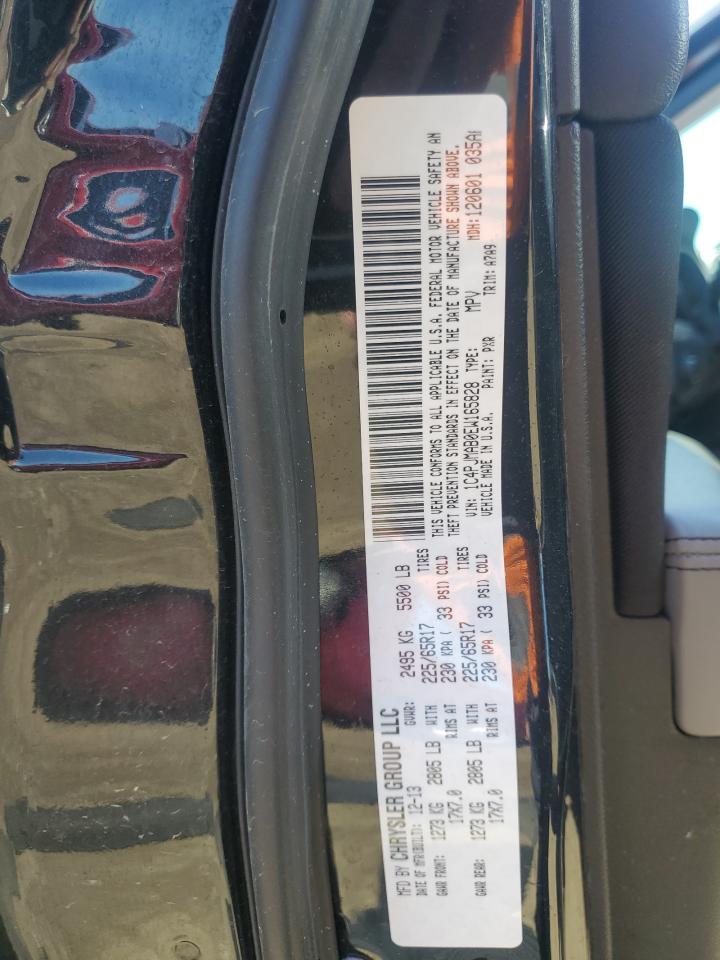 MFD BY CHRYSLER GROUP LLC
DATE OF MFR(BUILT): 12-13 GVWR: 2495 KG 5500 LB
GAWR FRONT: 1273 KG 2805 LB WITH 225/65R17 TIRES
17X7.0 RIMS AT 230 KPA ( 33 PSI) COLD
GAWR REAR: 1273 KG 2805 LB WITH 225/65R17 TIRES
17X7.0 RIMS AT 230 KPA ( 33 PSI) COLD
THIS VEHICLE CONFORMS TO ALL APPLICABLE U.S.A. FEDERAL MOTOR VEHICLE SAFETY AN
THEFT PREVENTION STANDARDS IN EFFECT ON THE DATE OF MANUFACTURE SHOWN ABOVE.
VIN: 1C4PJMAB0EW165828 TYPE: MPV MDH:120601 035A
VEHICLE MADE IN U.S.A. PAINT: PXR TRIM: A7A9